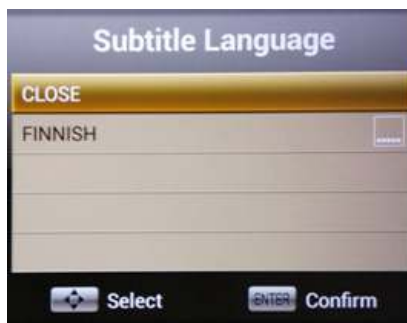 Subtitle Language
CLOSE
FINNISH
Select
ENTER Confirm